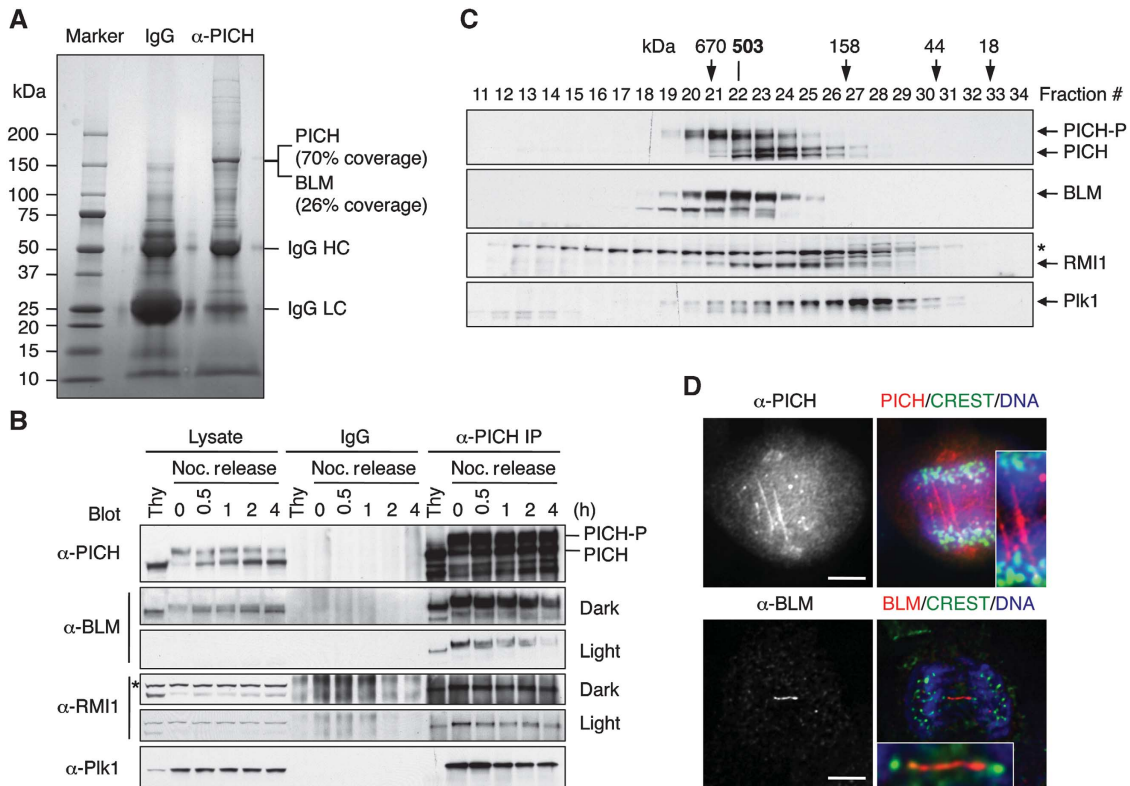 A
Marker IgG α-PICH
kDa
200
150
100
75
50
37
25
20
15
10
PICH
(70% coverage)
BLM
(26% coverage)
IgG HC
IgG LC
B
Lysate IgG α-PICH IP
Noc. release Noc. release Noc. release
Blot Thy 0 0.5 1 2 4 Thy 0 0.5 1 2 4 Thy 0 0.5 1 2 4 (h)
α-PICH
PICH-P
PICH
α-BLM
Dark
Light
α-RMI1
*
Dark
Light
α-Plk1
C
kDa 670 503 158 44 18
11 12 13 14 15 16 17 18 19 20 21 22 23 24 25 26 27 28 29 30 31 32 33 34 Fraction #
PICH-P
PICH
BLM
*
RMI1
Plk1
D
α-PICH PICH/CREST/DNA
α-BLM BLM/CREST/DNA